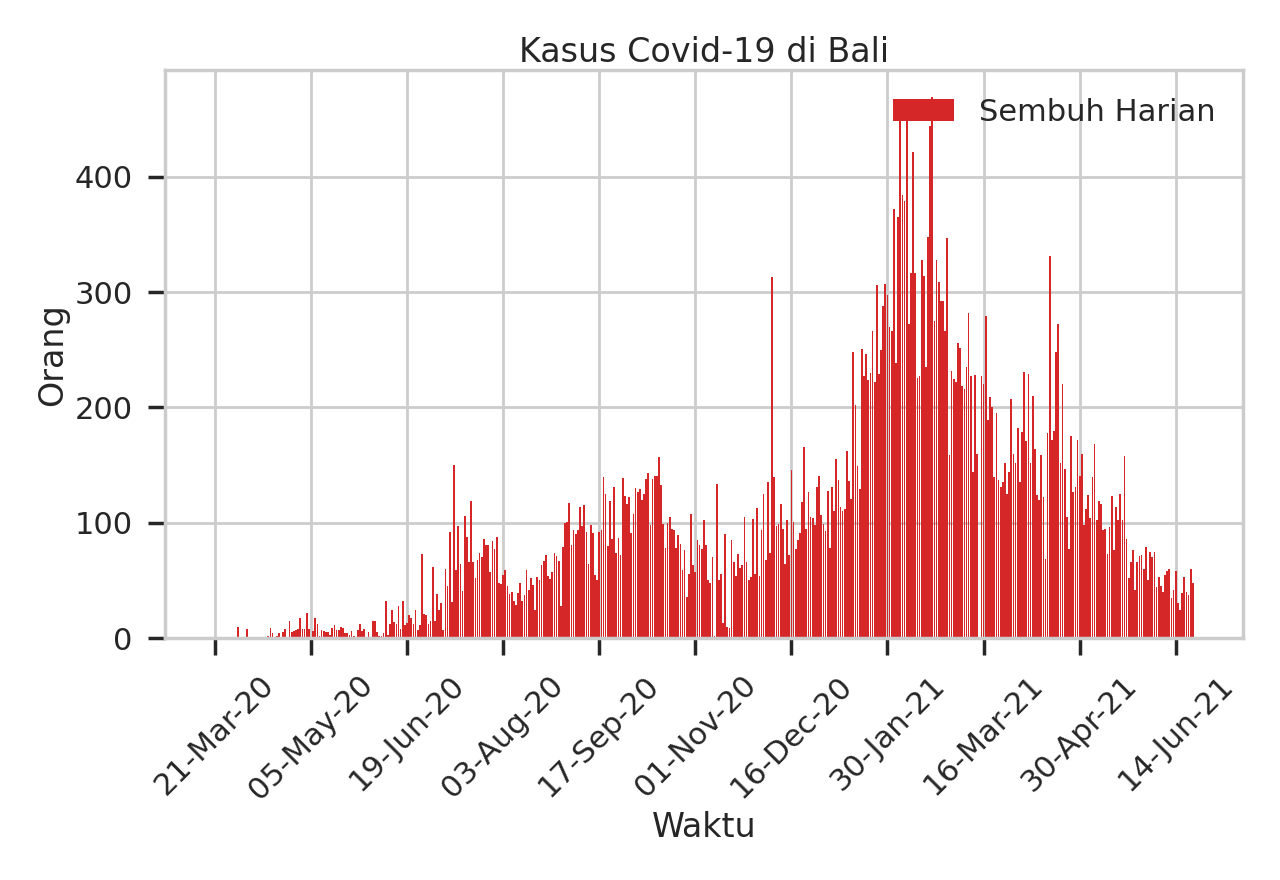 Kasus Covid-19 di Bali
Sembuh Harian
Orang
400
300
200
100
0
21-Mar-20
05-May-20
19-Jun-20
03-Aug-20
17-Sep-20
01-Nov-20
16-Dec-20
30-Jan-21
16-Mar-21
30-Apr-21
14-Jun-21
Waktu